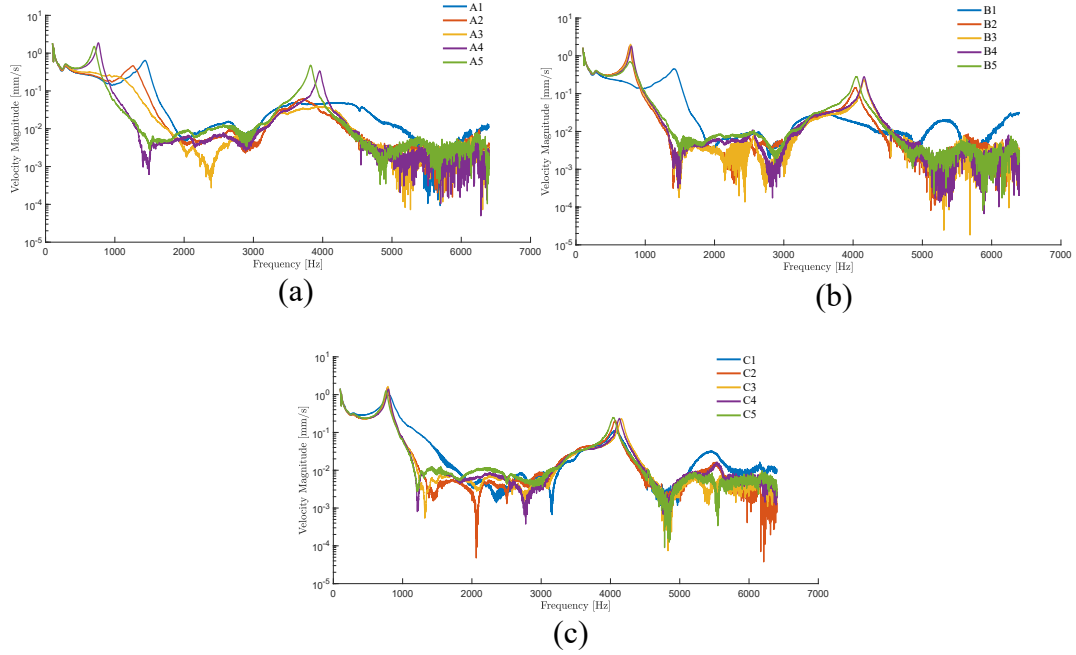 A1
A2
A3
A4
A5
10^1
10^0
10^-1
10^-2
10^-3
10^-4
10^-5
Velocity Magnitude [mm/s]
0 1000 2000 3000 4000 5000 6000 7000
Frequency [Hz]
(a)
B1
B2
B3
B4
B5
10^1
10^0
10^-1
10^-2
10^-3
10^-4
10^-5
Velocity Magnitude [mm/s]
0 1000 2000 3000 4000 5000 6000 7000
Frequency [Hz]
(b)
C1
C2
C3
C4
C5
10^1
10^0
10^-1
10^-2
10^-3
10^-4
10^-5
Velocity Magnitude [mm/s]
0 1000 2000 3000 4000 5000 6000 7000
Frequency [Hz]
(c)